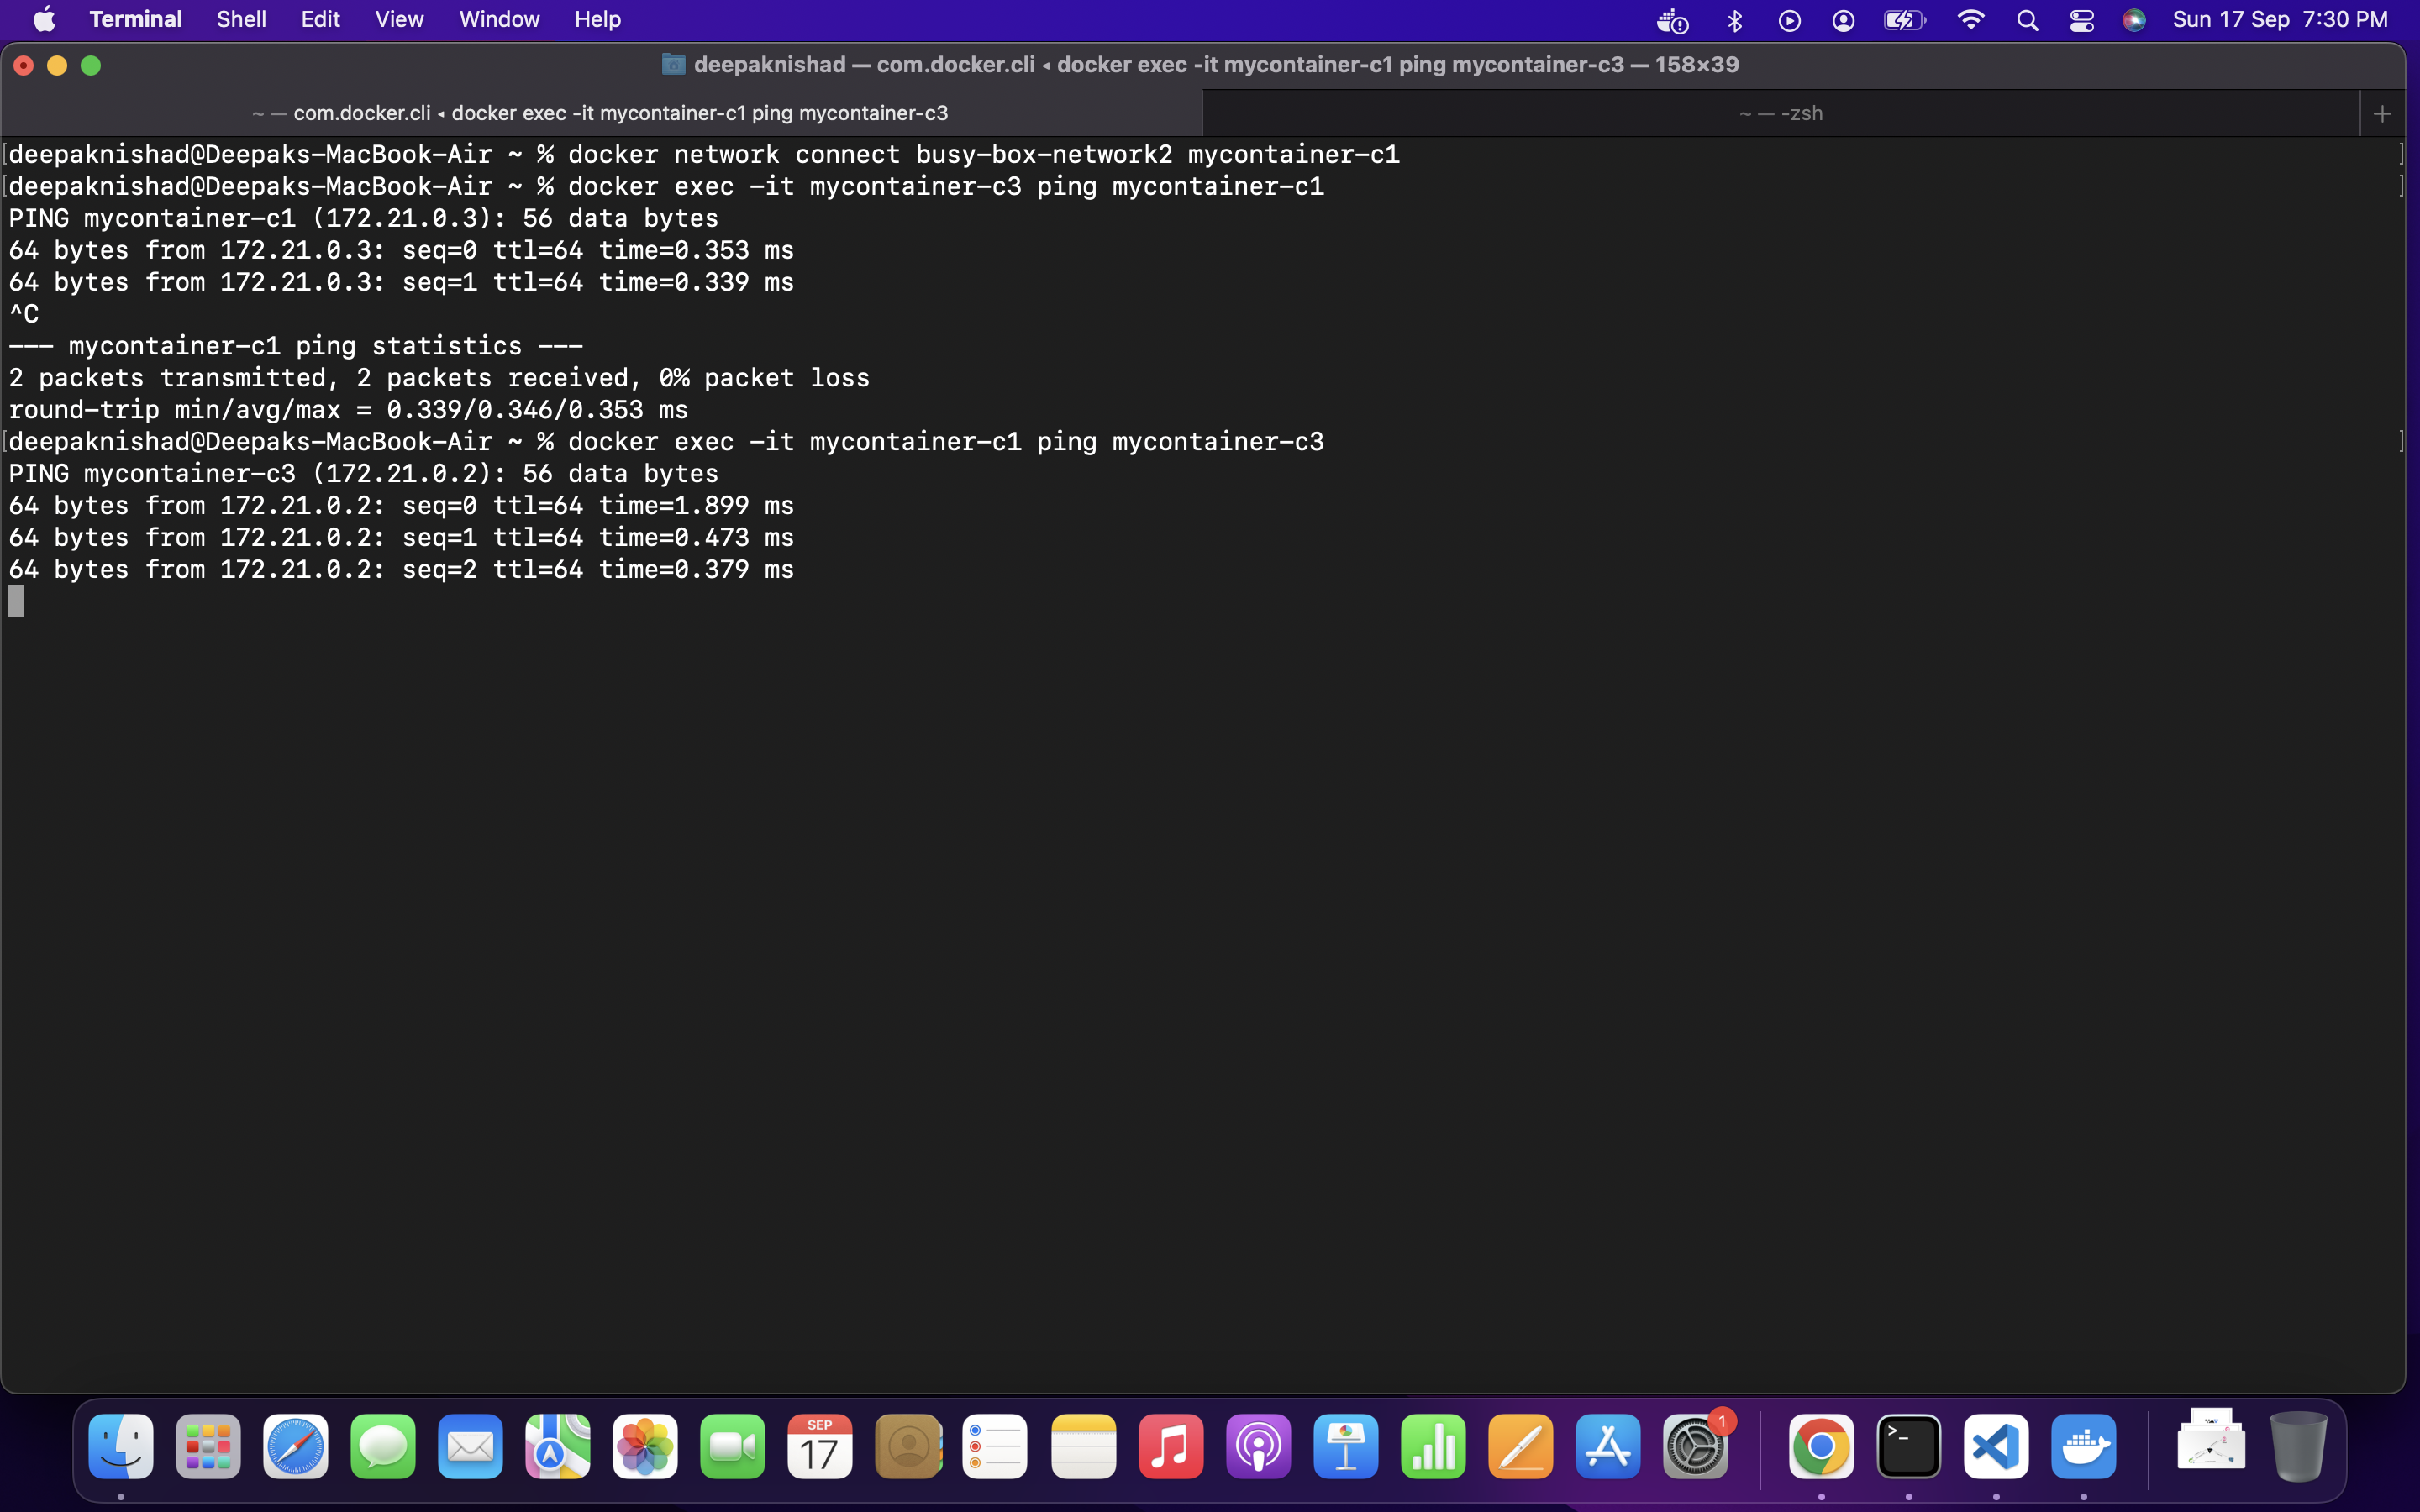 Terminal Shell Edit View Window Help Sun 17 Sep 7:30 PM
deepaknishad — com.docker.cli ◂ docker exec -it mycontainer-c1 ping mycontainer-c3 — 158×39
~ — com.docker.cli ◂ docker exec -it mycontainer-c1 ping mycontainer-c3
~ — -zsh
[deepaknishad@Deepaks-MacBook-Air ~ % docker network connect busy-box-network2 mycontainer-c1 ]
[deepaknishad@Deepaks-MacBook-Air ~ % docker exec -it mycontainer-c3 ping mycontainer-c1 ]
PING mycontainer-c1 (172.21.0.3): 56 data bytes
64 bytes from 172.21.0.3: seq=0 ttl=64 time=0.353 ms
64 bytes from 172.21.0.3: seq=1 ttl=64 time=0.339 ms
^C
--- mycontainer-c1 ping statistics ---
2 packets transmitted, 2 packets received, 0% packet loss
round-trip min/avg/max = 0.339/0.346/0.353 ms
[deepaknishad@Deepaks-MacBook-Air ~ % docker exec -it mycontainer-c1 ping mycontainer-c3 ]
PING mycontainer-c3 (172.21.0.2): 56 data bytes
64 bytes from 172.21.0.2: seq=0 ttl=64 time=1.899 ms
64 bytes from 172.21.0.2: seq=1 ttl=64 time=0.473 ms
64 bytes from 172.21.0.2: seq=2 ttl=64 time=0.379 ms
SEP
17
1
>_